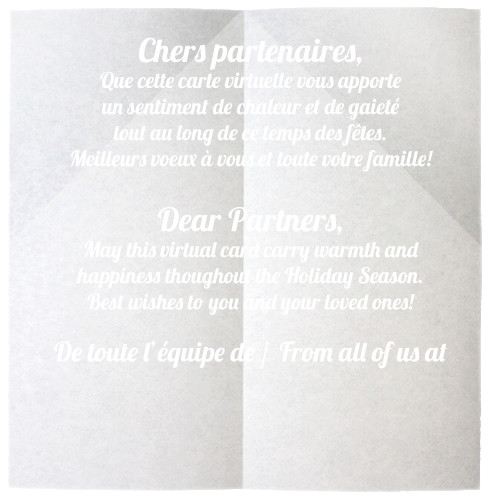 Chers partenaires,
Que cette carte virtuelle vous apporte
un sentiment de chaleur et de gaieté
tout au long de ce temps des fêtes.
Meilleurs voeux à vous et toute votre famille!
Dear Partners,
May this virtual card carry warmth and
happiness thoughout the Holiday Season.
Best wishes to you and your loved ones!
De toute l'équipe de / From all of us at